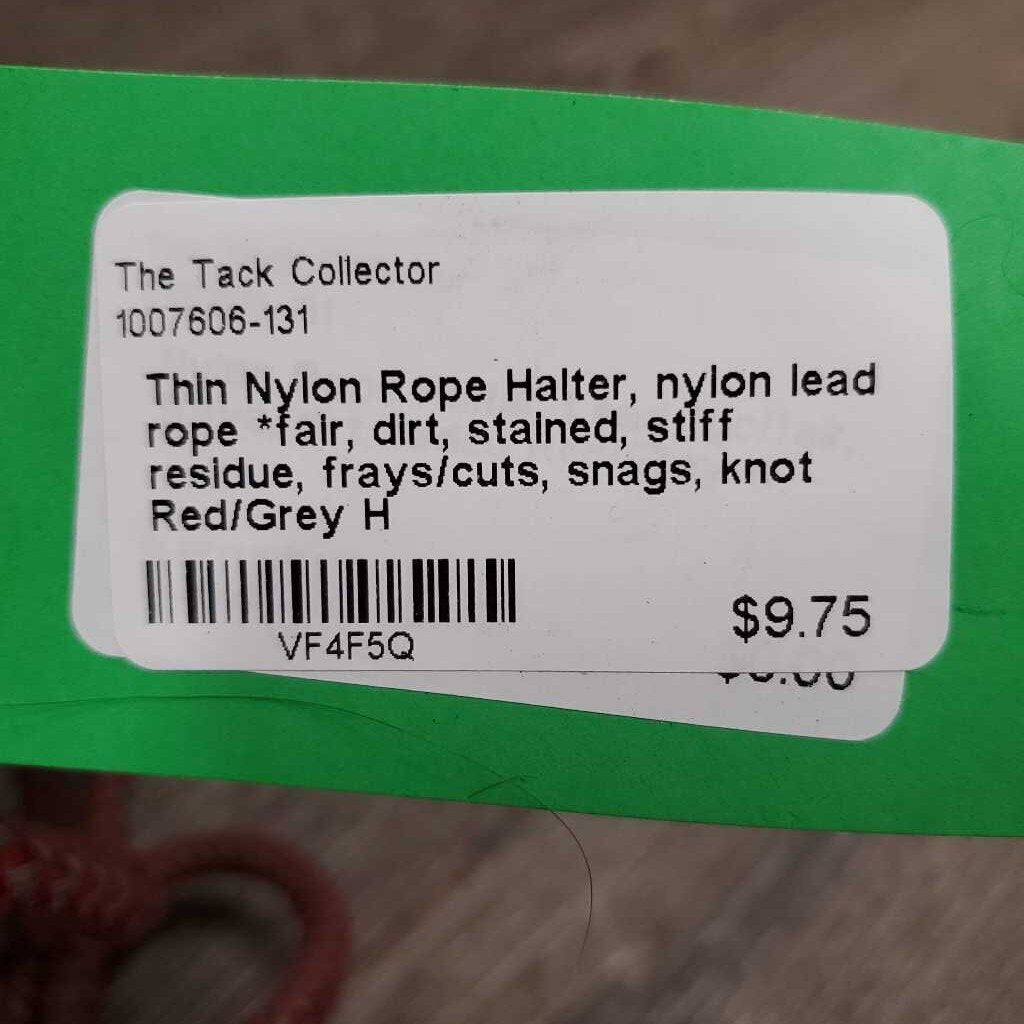 The Tack Collector
1007606-131
Thin Nylon Rope Halter, nylon lead
rope *fair, dirt, stained, stiff
residue, frays/cuts, snags, knot
Red/Grey H
VF4F5Q
$9.75